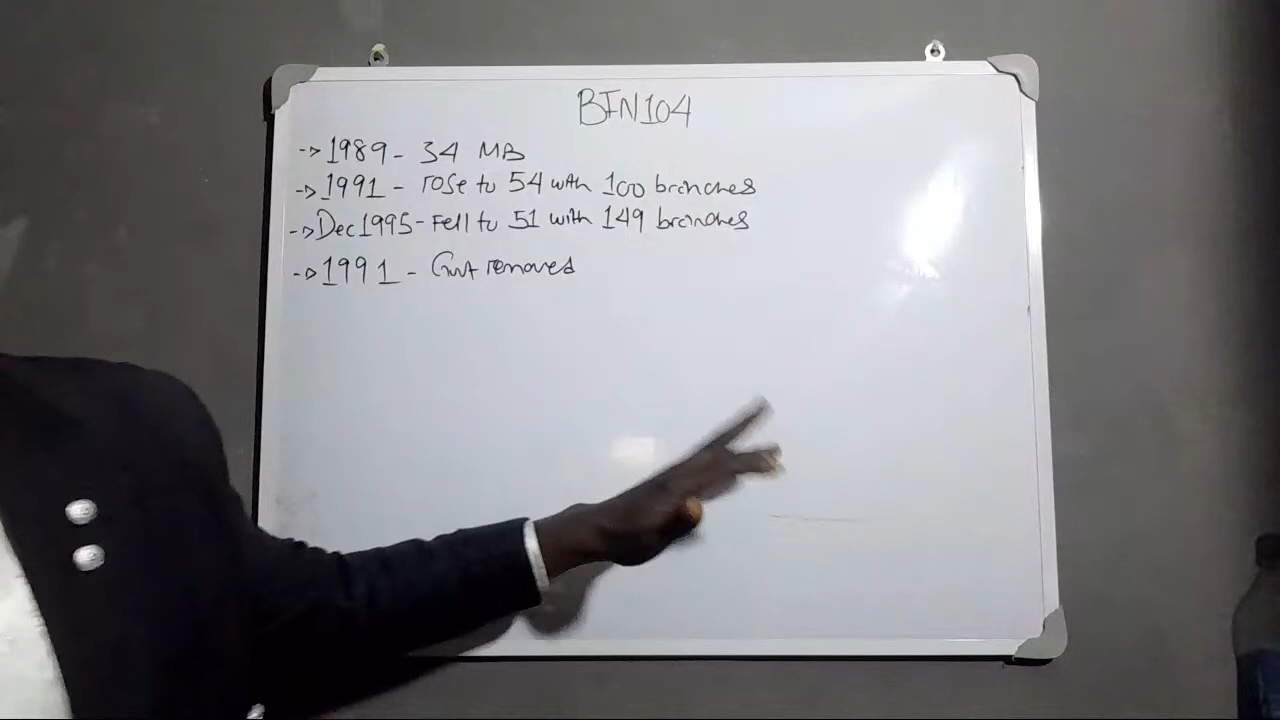 BFN104
-> 1989 - 34 MB
-> 1991 - rose to 54 with 100 branches
-> Dec 1995 - Fell to 51 with 149 branches
-> 1991 - Gvt removed